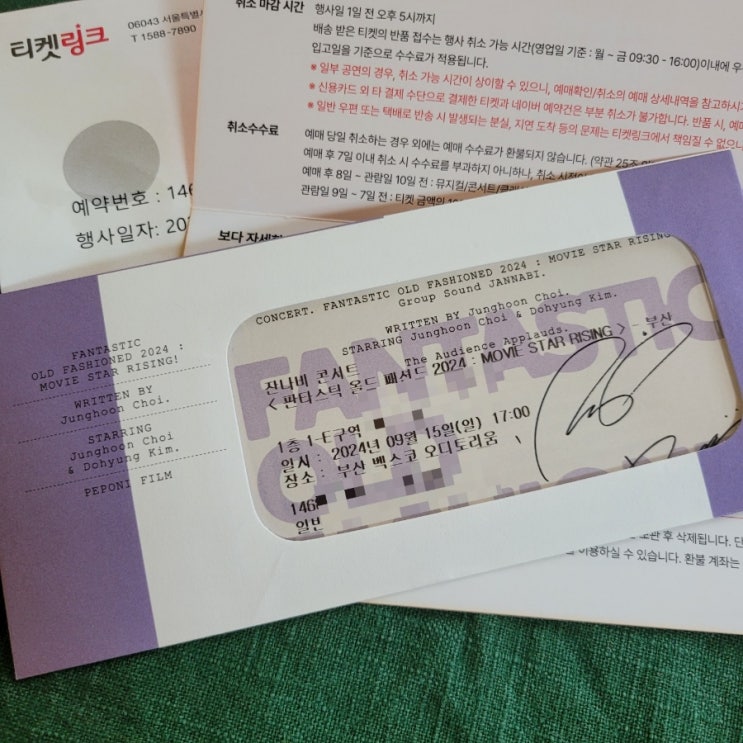 티켓링크
06043 서울특별시
T 1588-7890
예약번호 : 146
행사일자: 20
취소 마감 시간
행사일 1일 전 오후 5시까지
배송 받은 티켓의 반품 접수는 행사 취소 가능 시간(영업일 기준 : 월 ~ 금 09:30 - 16:00)이내에 우
입고일을 기준으로 수수료가 적용됩니다.
※ 일부 공연의 경우, 취소 가능 시간이 상이할 수 있으니, 예매확인/취소의 예매 상세내역을 참고하시기
※ 신용카드 외 타 결제 수단으로 결제한 티켓과 네이버 예약건은 부분 취소가 불가합니다. 반품 시, 예매
※ 일반 우편 또는 택배로 반송 시 발생되는 분실, 지연 도착 등의 문제는 티켓링크에서 책임질 수 없으니
취소수수료
예매 당일 취소하는 경우 외에는 예매 수수료가 환불되지 않습니다. (약관 25조
예매 후 7일 이내 취소 시 수수료를 부과하지 아니하나, 취소 시점이
예매 후 8일 ~ 관람일 10일 전 : 뮤지컬/콘서트/클래
관람일 9일 ~ 7일 전 : 티켓 금액의 10
보다 자세한
FANTASTIC
OLD FASHIONED 2024 :
MOVIE STAR RISING!
WRITTEN BY
Junghoon Choi.
STARRING
Junghoon Choi
& Dohyung Kim.
PEPONI FILM
CONCERT. FANTASTIC OLD FASHIONED 2024 : MOVIE STAR RISING
Group Sound JANNABI.
WRITTEN BY Junghoon Choi.
STARRING Junghoon Choi & Dohyung Kim.
The Audience Applauds.
FANTASTIC
잔나비 콘서트
< 판타스틱 올드 패션드 2024 : MOVIE STAR RISING > - 부산
1층 1-E구역
일시 : 2024년 09월 15일(일) 17:00
장소 : 부산 벡스코 오디토리움
146
일반
보관 후 삭제됩니다. 단
이용하실 수 있습니다. 환불 계좌는